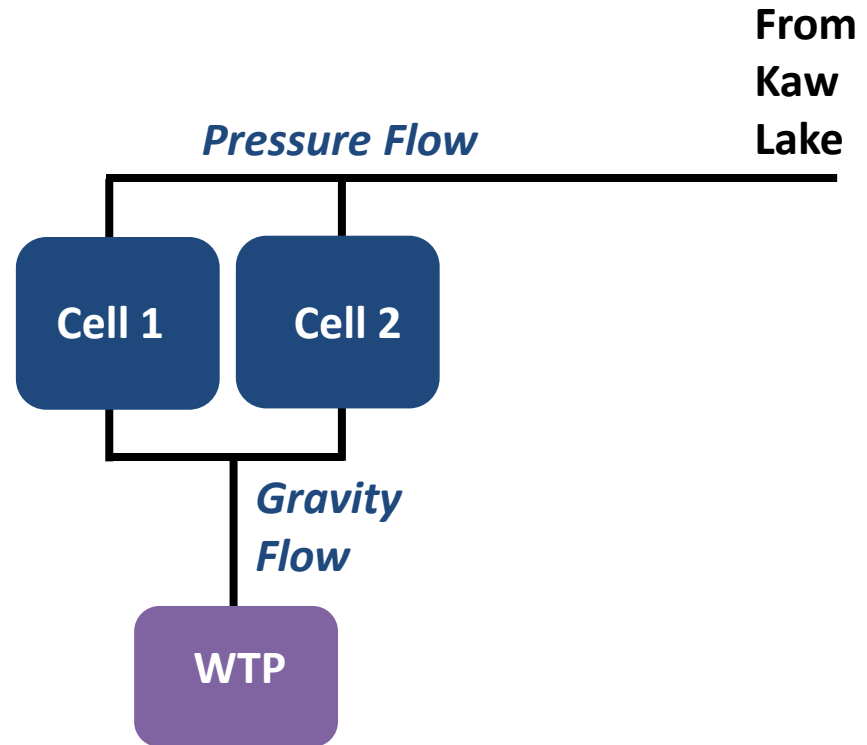 From
Kaw
Lake
Pressure Flow
Cell 1
Cell 2
Gravity
Flow
WTP